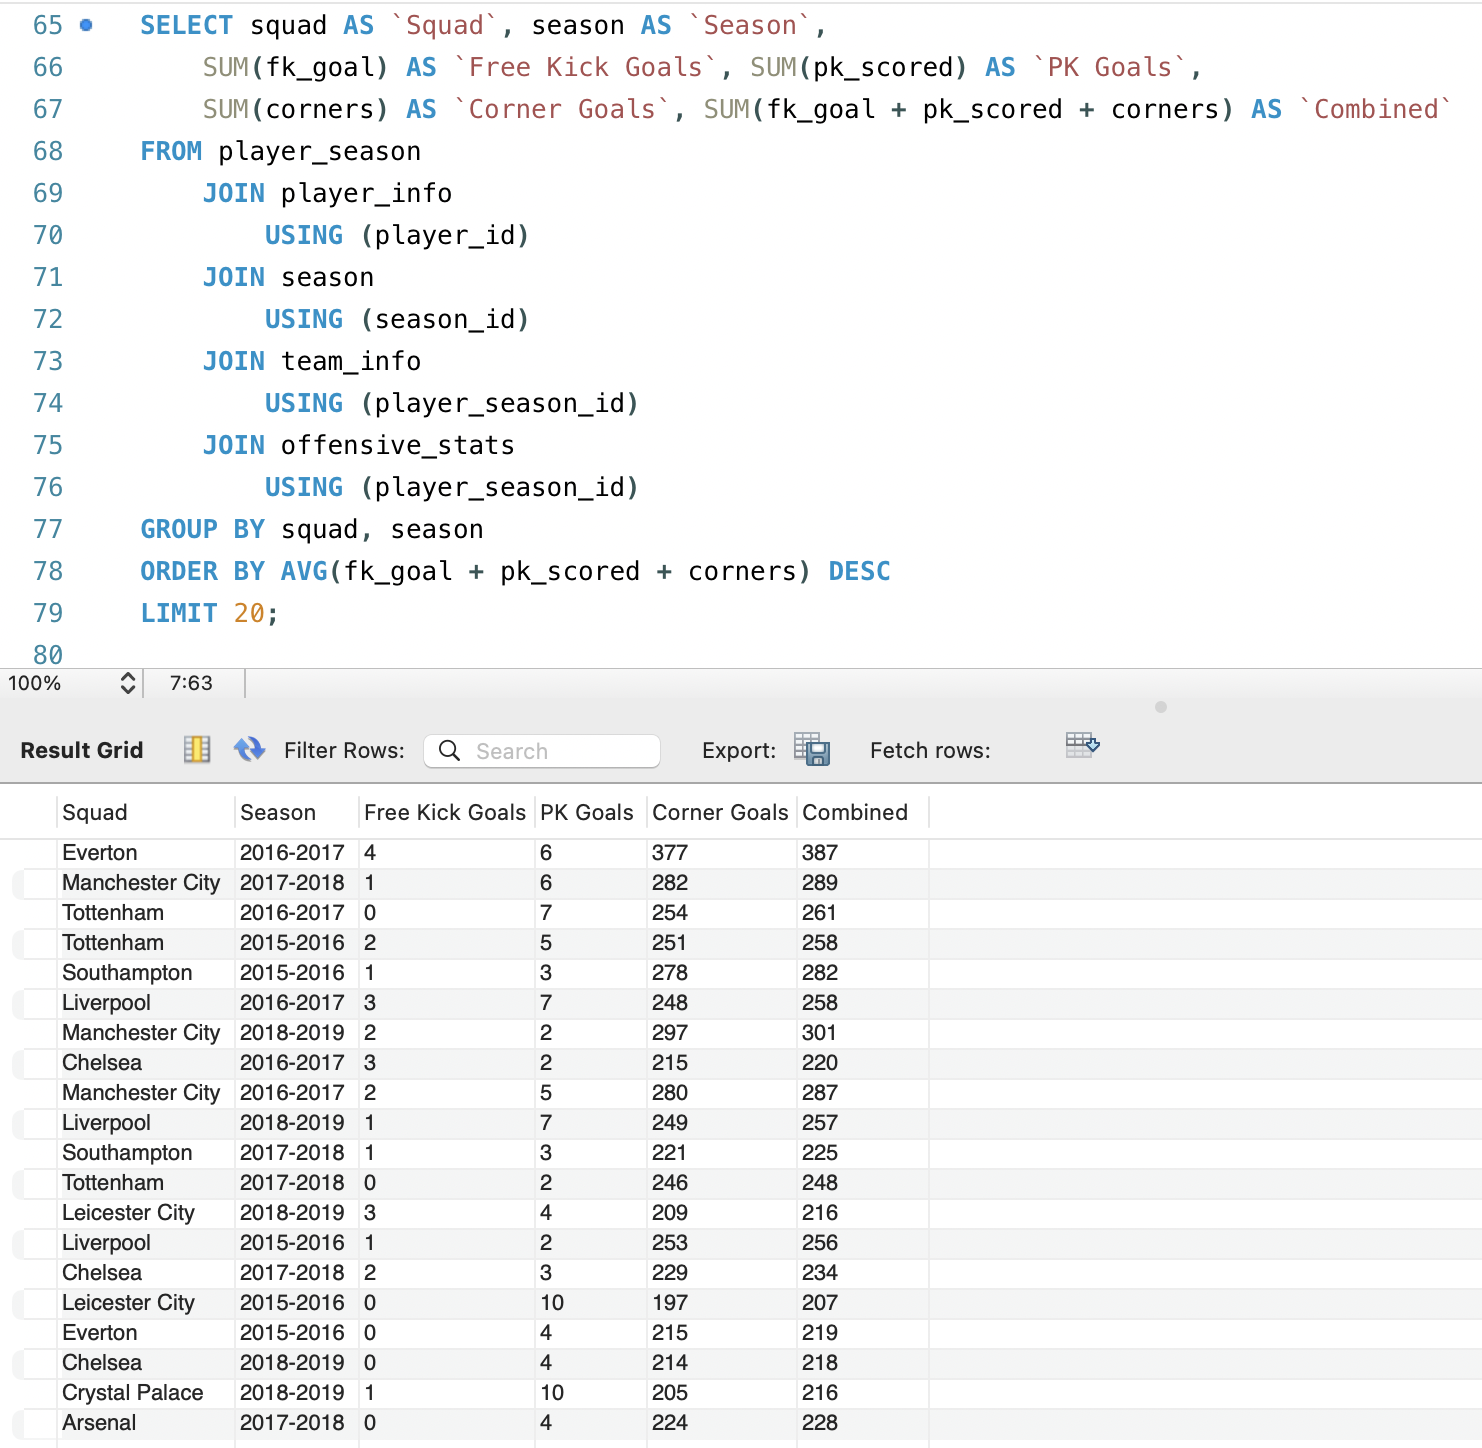 65 SELECT squad AS `Squad`, season AS `Season`,
66 SUM(fk_goal) AS `Free Kick Goals`, SUM(pk_scored) AS `PK Goals`,
67 SUM(corners) AS `Corner Goals`, SUM(fk_goal + pk_scored + corners) AS `Combined`
68 FROM player_season
69 JOIN player_info
70 USING (player_id)
71 JOIN season
72 USING (season_id)
73 JOIN team_info
74 USING (player_season_id)
75 JOIN offensive_stats
76 USING (player_season_id)
77 GROUP BY squad, season
78 ORDER BY AVG(fk_goal + pk_scored + corners) DESC
79 LIMIT 20;
80
100% 7:63
Result Grid Filter Rows: Search Export: Fetch rows:
Squad Season Free Kick Goals PK Goals Corner Goals Combined
Everton 2016-2017 4 6 377 387
Manchester City 2017-2018 1 6 282 289
Tottenham 2016-2017 0 7 254 261
Tottenham 2015-2016 2 5 251 258
Southampton 2015-2016 1 3 278 282
Liverpool 2016-2017 3 7 248 258
Manchester City 2018-2019 2 2 297 301
Chelsea 2016-2017 3 2 215 220
Manchester City 2016-2017 2 5 280 287
Liverpool 2018-2019 1 7 249 257
Southampton 2017-2018 1 3 221 225
Tottenham 2017-2018 0 2 246 248
Leicester City 2018-2019 3 4 209 216
Liverpool 2015-2016 1 2 253 256
Chelsea 2017-2018 2 3 229 234
Leicester City 2015-2016 0 10 197 207
Everton 2015-2016 0 4 215 219
Chelsea 2018-2019 0 4 214 218
Crystal Palace 2018-2019 1 10 205 216
Arsenal 2017-2018 0 4 224 228